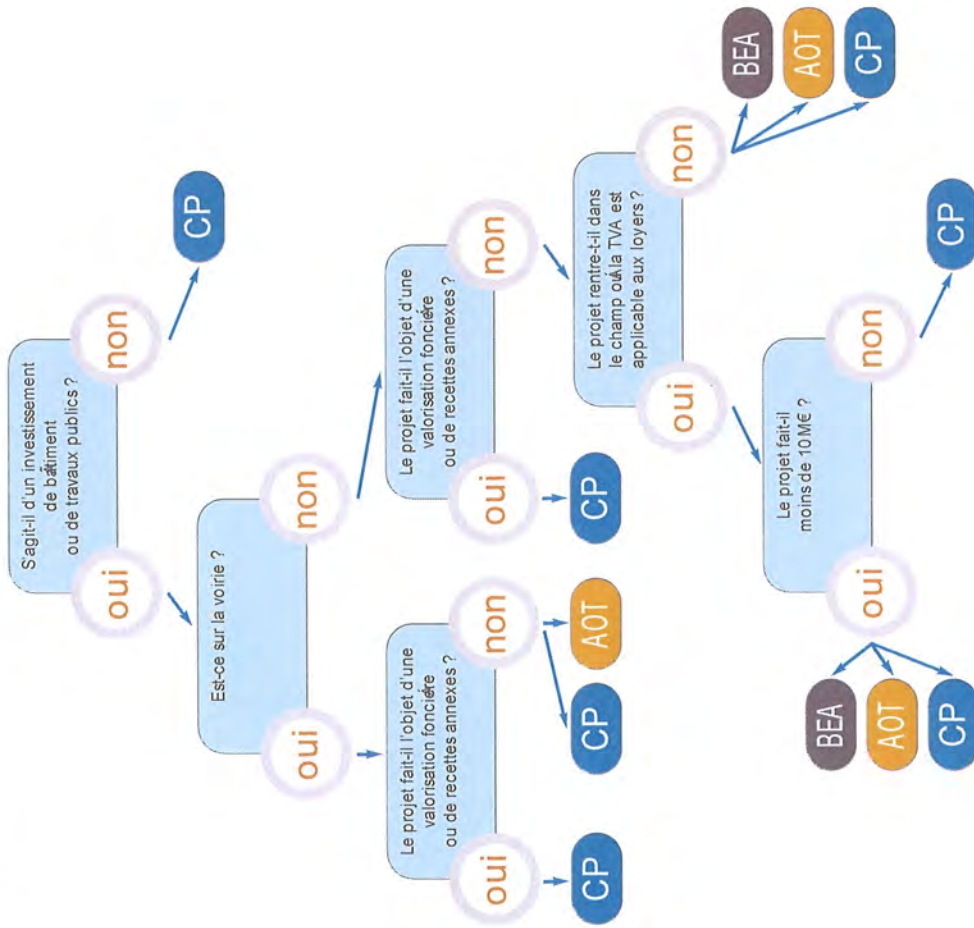 S'agit-il d'un investissement
de bâtiment
ou de travaux publics ?
oui
non
CP
Est-ce sur la voirie ?
oui
non
Le projet fait-il l'objet d'une
valorisation foncière
ou de recettes annexes ?
oui
non
CP
CP
AOT
Le projet fait-il l'objet d'une
valorisation foncière
ou de recettes annexes ?
oui
non
CP
Le projet rentre-t-il dans
le champ où la TVA est
applicable aux loyers ?
oui
non
BEA
AOT
CP
Le projet fait-il
moins de 10 M€ ?
oui
non
BEA
AOT
CP
CP